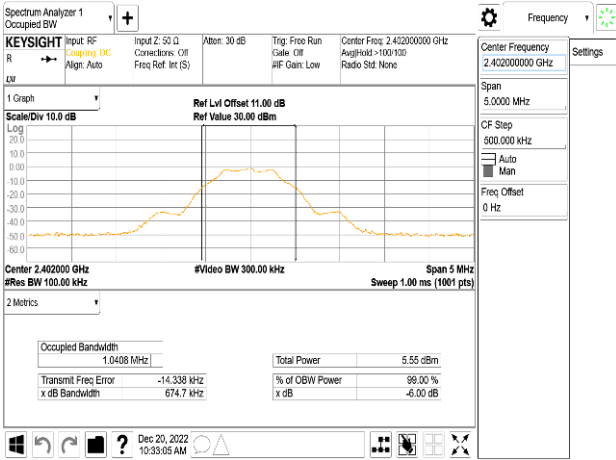 Spectrum Analyzer 1
Occupied BW
+
Frequency
KEYSIGHT
Input: RF
Coupling: DC
Align: Auto
R
Input Z: 50 Ω
Corrections: Off
Freq Ref: Int (S)
Atten: 30 dB
Trig: Free Run
Gate: Off
#IF Gain: Low
Center Freq: 2.402000000 GHz
Avg|Hold:>100/100
Radio Std: None
Center Frequency
2.402000000 GHz
Settings
Span
5.0000 MHz
CF Step
500.000 kHz
Auto
Man
Freq Offset
0 Hz
1 Graph
Scale/Div 10.0 dB
Ref Lvl Offset 11.00 dB
Ref Value 30.00 dBm
Log
20.0
10.0
0.00
-10.0
-20.0
-30.0
-40.0
-50.0
-60.0
Center 2.402000 GHz
#Res BW 100.00 kHz
#Video BW 300.00 kHz
Span 5 MHz
Sweep 1.00 ms (1001 pts)
2 Metrics
Occupied Bandwidth
1.0408 MHz
Total Power 5.55 dBm
Transmit Freq Error -14.338 kHz
% of OBW Power 99.00 %
x dB Bandwidth 674.7 kHz
x dB -6.00 dB
?
Dec 20, 2022
10:33:05 AM